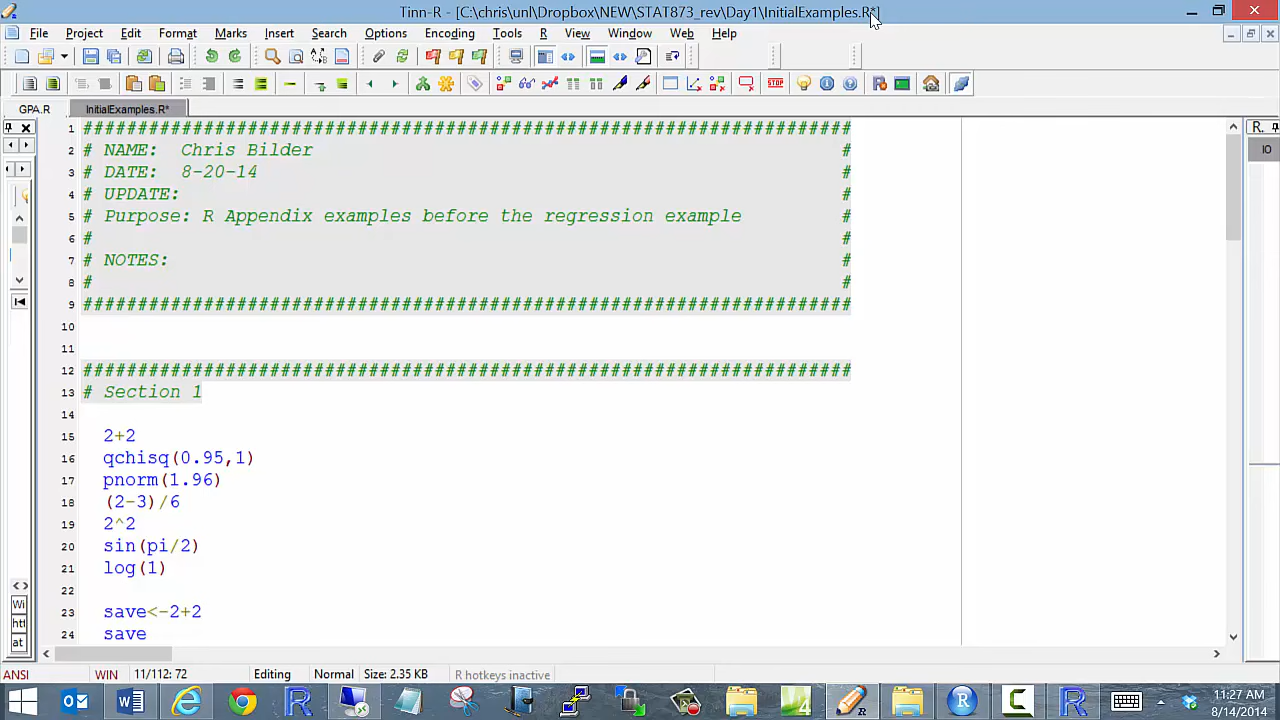 Tinn-R - [C:\chris\unl\Dropbox\NEW\STAT873_rev\Day1\InitialExamples.R*]
File Project Edit Format Marks Insert Search Options Encoding Tools R View Window Web Help
STOP
GPA.R InitialExamples.R*
R.
IO
1 ######################################################################
2 # NAME: Chris Bilder #
3 # DATE: 8-20-14 #
4 # UPDATE: #
5 # Purpose: R Appendix examples before the regression example #
6 # #
7 # NOTES: #
8 # #
9 ######################################################################
10
11
12 ######################################################################
13 # Section 1
14
15 2+2
16 qchisq(0.95,1)
17 pnorm(1.96)
18 (2-3)/6
19 2^2
20 sin(pi/2)
21 log(1)
22
23 save<-2+2
24 save
Wi
htl
at
ANSI WIN 11/112: 72 Editing Normal Size: 2.35 KB R hotkeys inactive
11:27 AM
8/14/2014